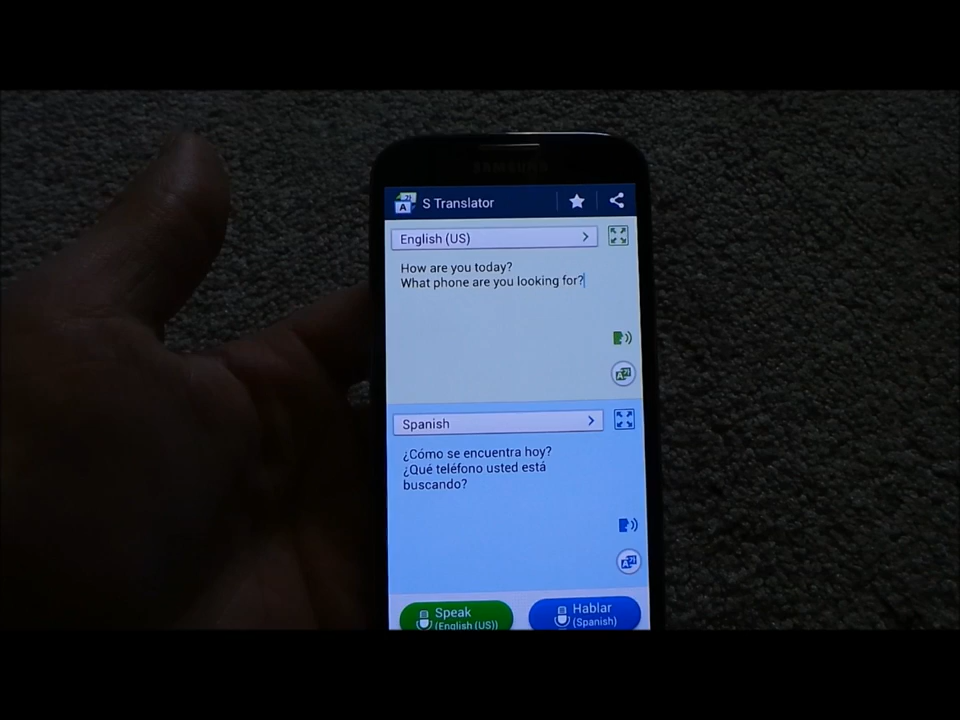 SAMSUNG
S Translator
English (US)
How are you today?
What phone are you looking for?
Spanish
¿Cómo se encuentra hoy?
¿Qué teléfono usted está
buscando?
Speak
(English (US))
Hablar
(Spanish)